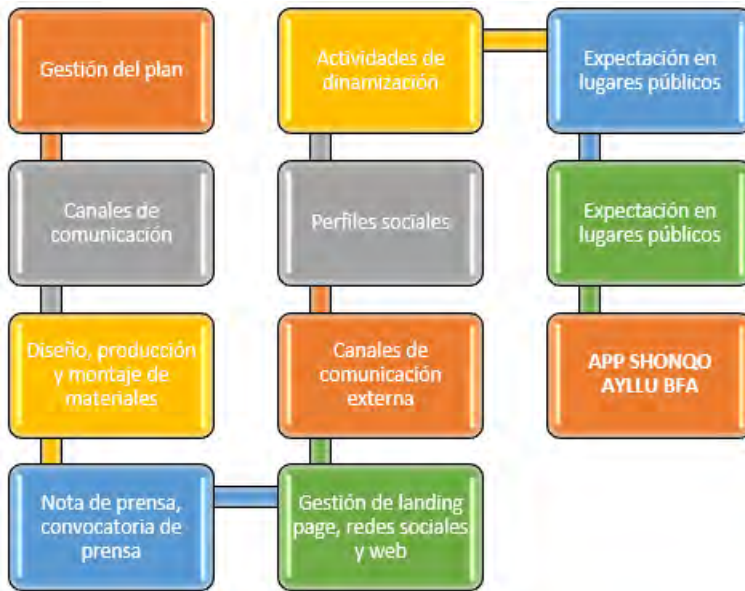 Gestión del plan
Canales de
comunicación
Diseño, producción
y montaje de
materiales
Nota de prensa,
convocatoria de
prensa
Gestión de landing
page, redes sociales
y web
Canales de
comunicación
externa
Perfiles sociales
Actividades de
dinamización
Expectación en
lugares públicos
Expectación en
lugares públicos
APP SHONQO
AYLLU BFA